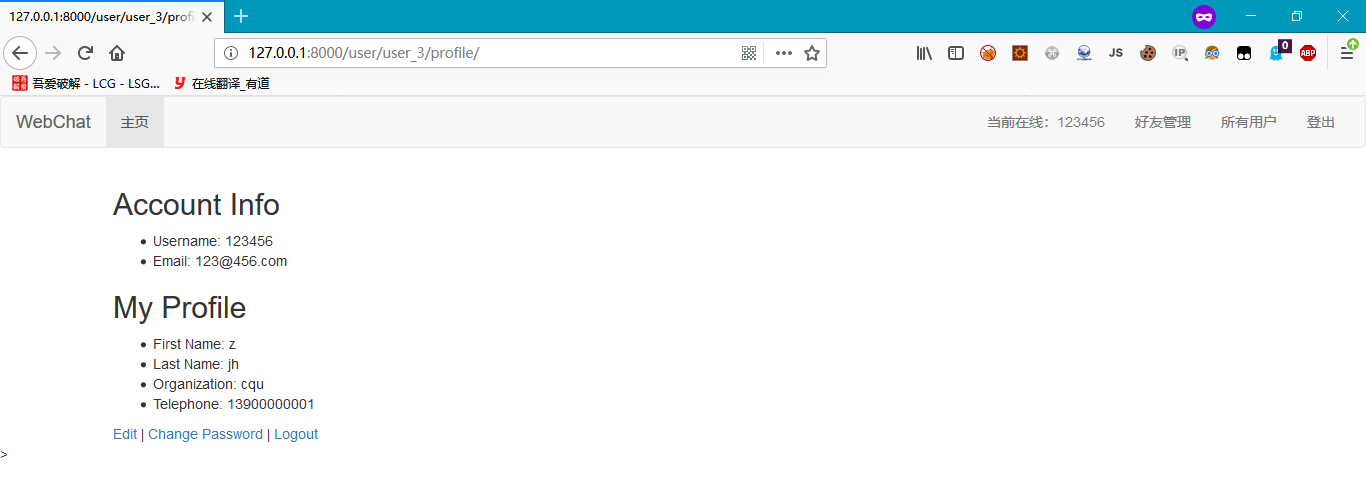 127.0.0.1:8000/user/user_3/profi
127.0.0.1:8000/user/user_3/profile/
JS
IP
0
ABP
吾爱破解 - LCG - LSG...
在线翻译_有道
WebChat
主页
当前在线：123456
好友管理
所有用户
登出
Account Info
Username: 123456
Email: 123@456.com
My Profile
First Name: z
Last Name: jh
Organization: cqu
Telephone: 13900000001
Edit | Change Password | Logout
>